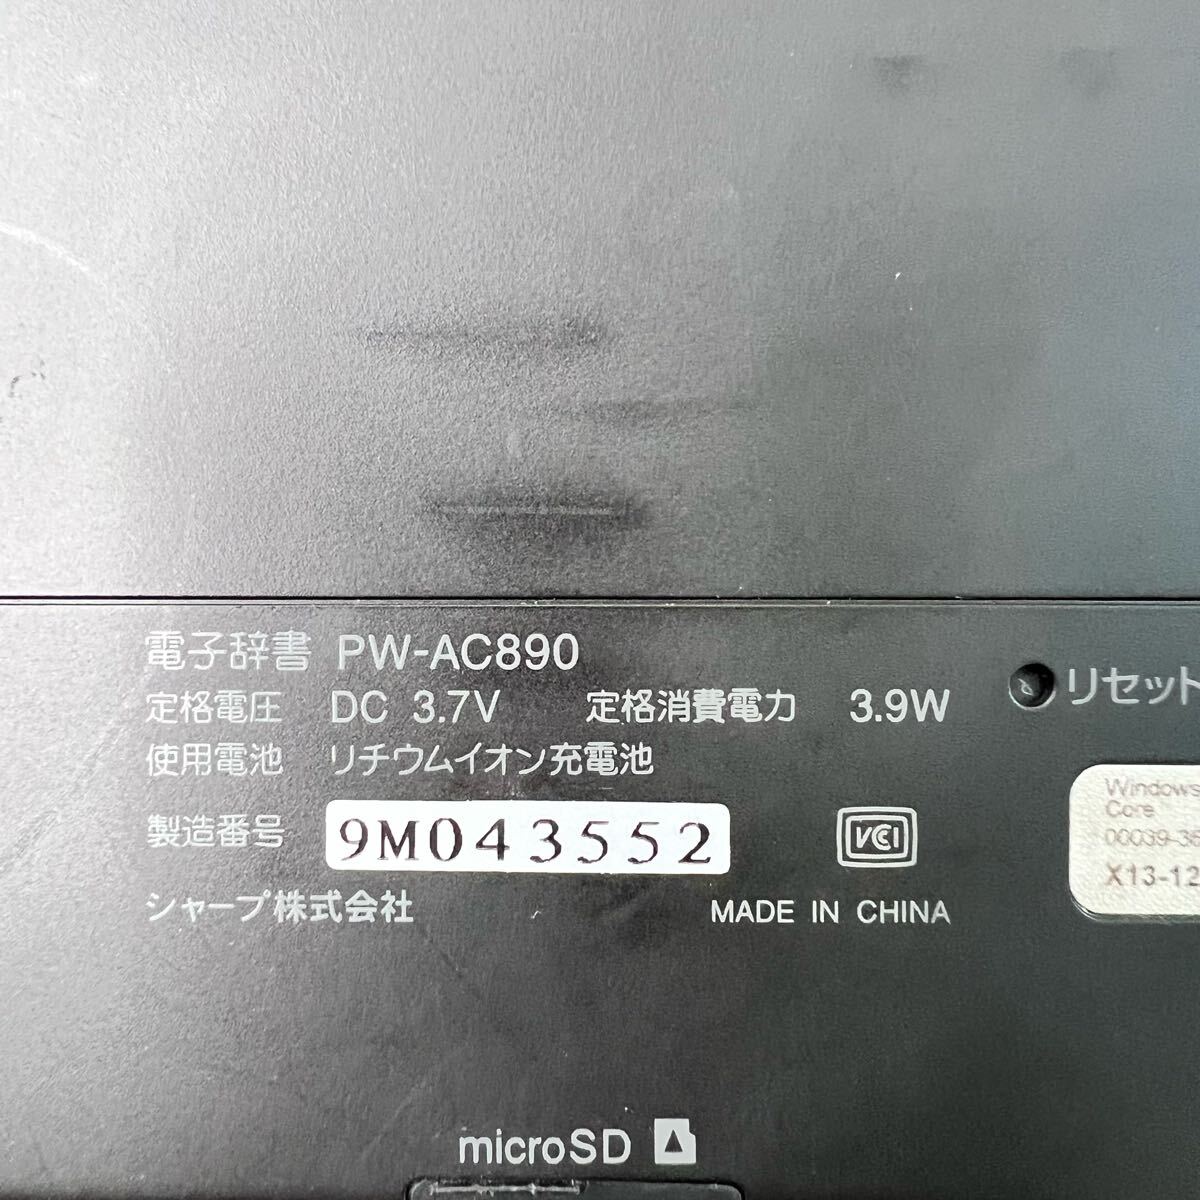 電子辞書 PW-AC890
定格電圧 DC 3.7V 定格消費電力 3.9W
リセット
使用電池 リチウムイオン充電池
製造番号 9M043552
VCCI
シャープ株式会社
MADE IN CHINA
Windows
Core
00039-3
X13-12
microSD